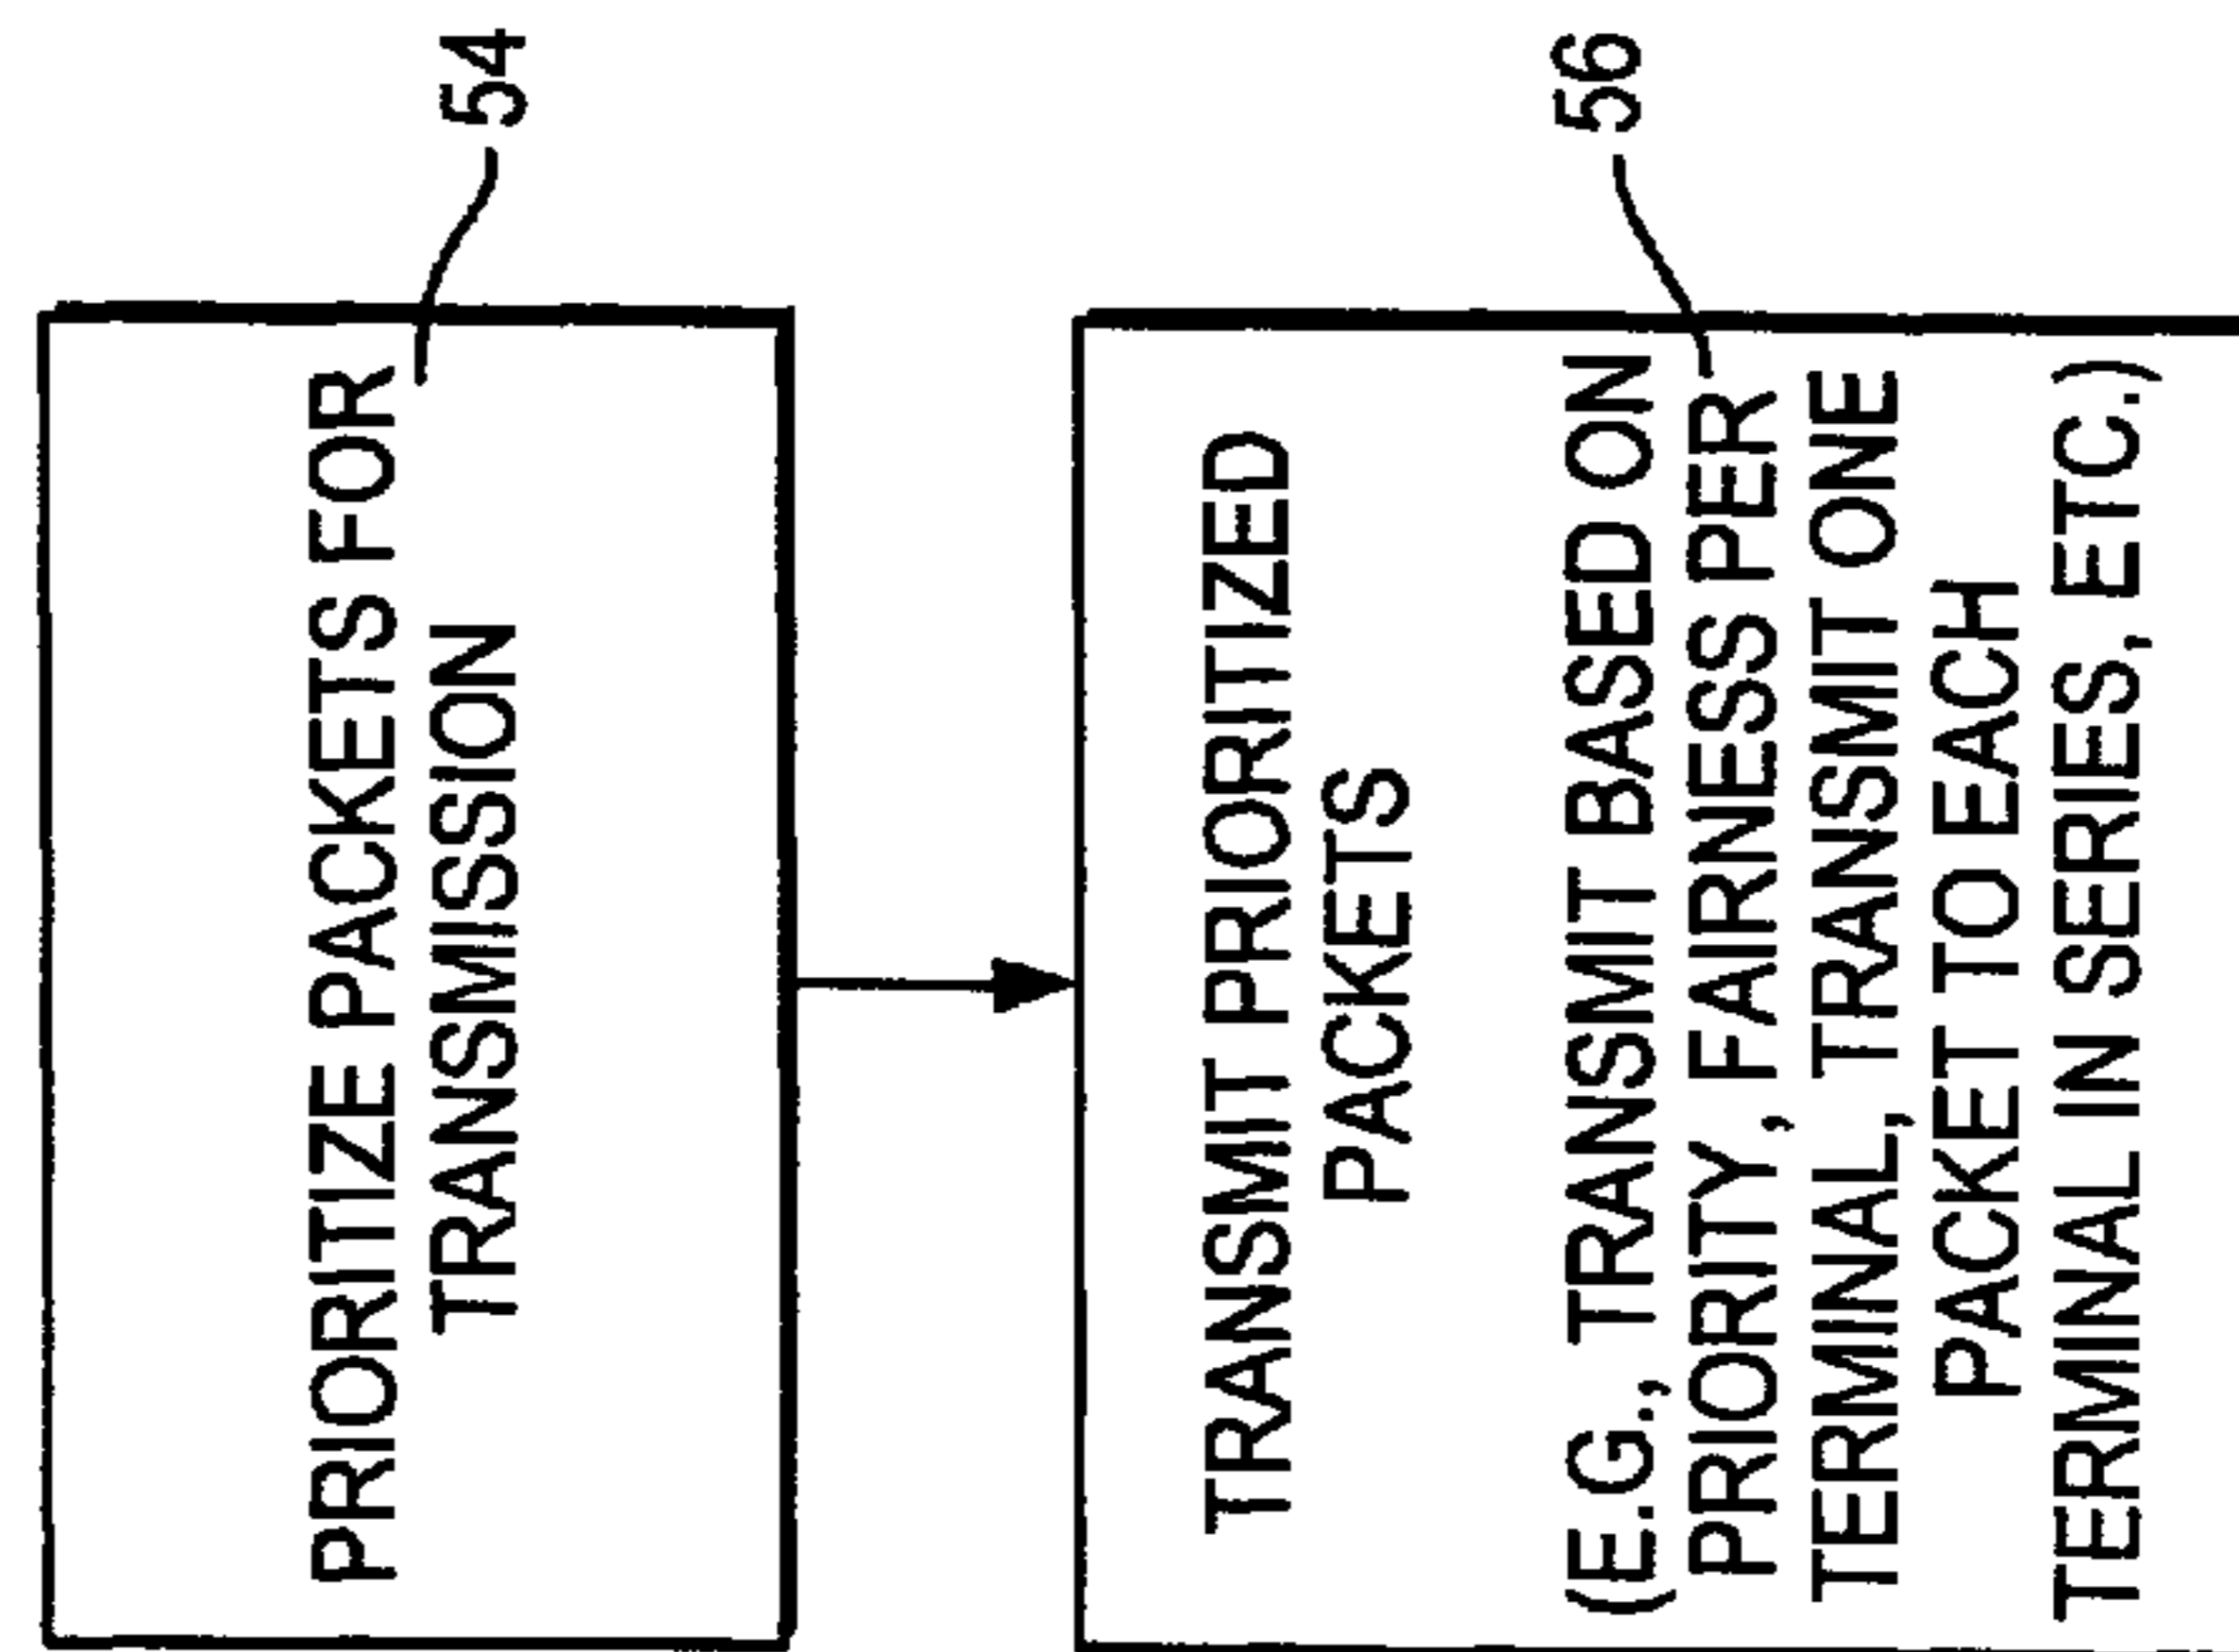 PRIORITIZE PACKETS FOR
TRANSMISSION
54
TRANSMIT PRIORITIZED
PACKETS
(E.G., TRANSMIT BASED ON
PRIORITY, FAIRNESS PER
TERMINAL, TRANSMIT ONE
PACKET TO EACH
TERMINAL IN SERIES, ETC.)
56